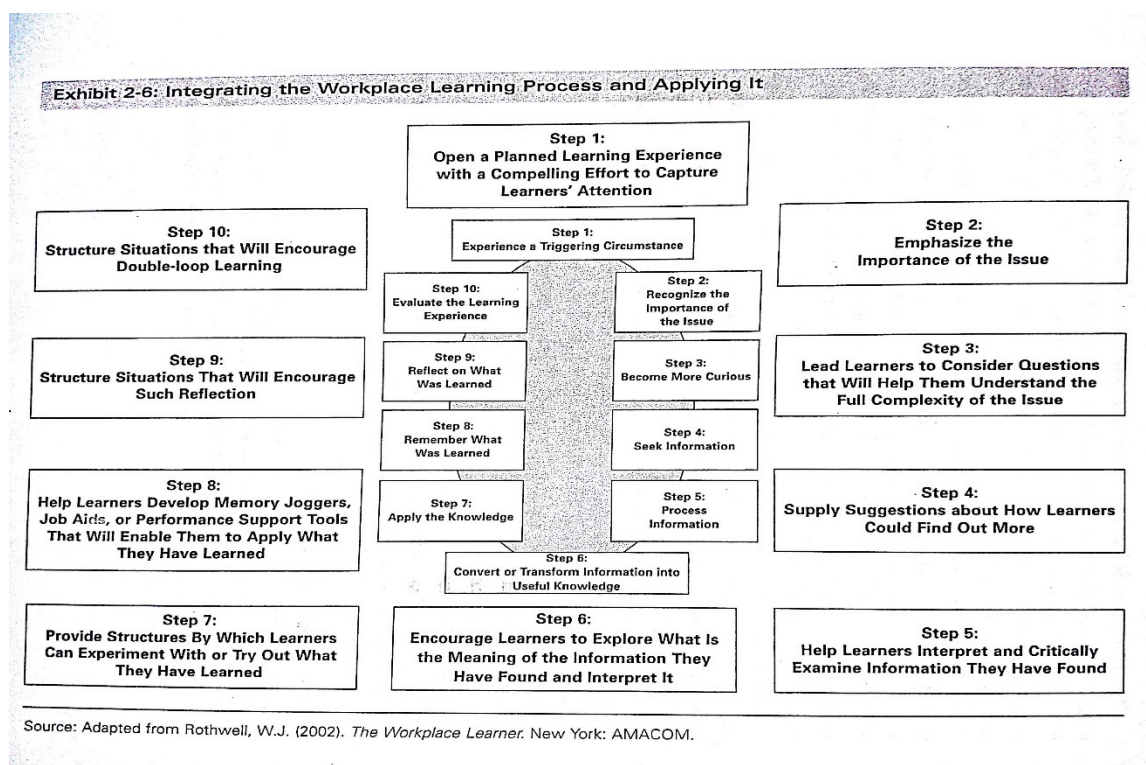 Exhibit 2-6: Integrating the Workplace Learning Process and Applying It
Step 1:
Open a Planned Learning Experience
with a Compelling Effort to Capture
Learners' Attention
Step 10:
Structure Situations that Will Encourage
Double-loop Learning
Step 1:
Experience a Triggering Circumstance
Step 2:
Emphasize the
Importance of the Issue
Step 10:
Evaluate the Learning
Experience
Step 2:
Recognize the
Importance of
the Issue
Step 9:
Structure Situations That Will Encourage
Such Reflection
Step 9:
Reflect on What
Was Learned
Step 3:
Become More Curious
Step 3:
Lead Learners to Consider Questions
that Will Help Them Understand the
Full Complexity of the Issue
Step 8:
Remember What
Was Learned
Step 4:
Seek Information
Step 8:
Help Learners Develop Memory Joggers,
Job Aids, or Performance Support Tools
That Will Enable Them to Apply What
They Have Learned
Step 7:
Apply the Knowledge
Step 5:
Process
Information
Step 4:
Supply Suggestions about How Learners
Could Find Out More
Step 6:
Convert or Transform Information into
Useful Knowledge
Step 7:
Provide Structures By Which Learners
Can Experiment With or Try Out What
They Have Learned
Step 6:
Encourage Learners to Explore What Is
the Meaning of the Information They
Have Found and Interpret It
Step 5:
Help Learners Interpret and Critically
Examine Information They Have Found
Source: Adapted from Rothwell, W.J. (2002). The Workplace Learner. New York: AMACOM.